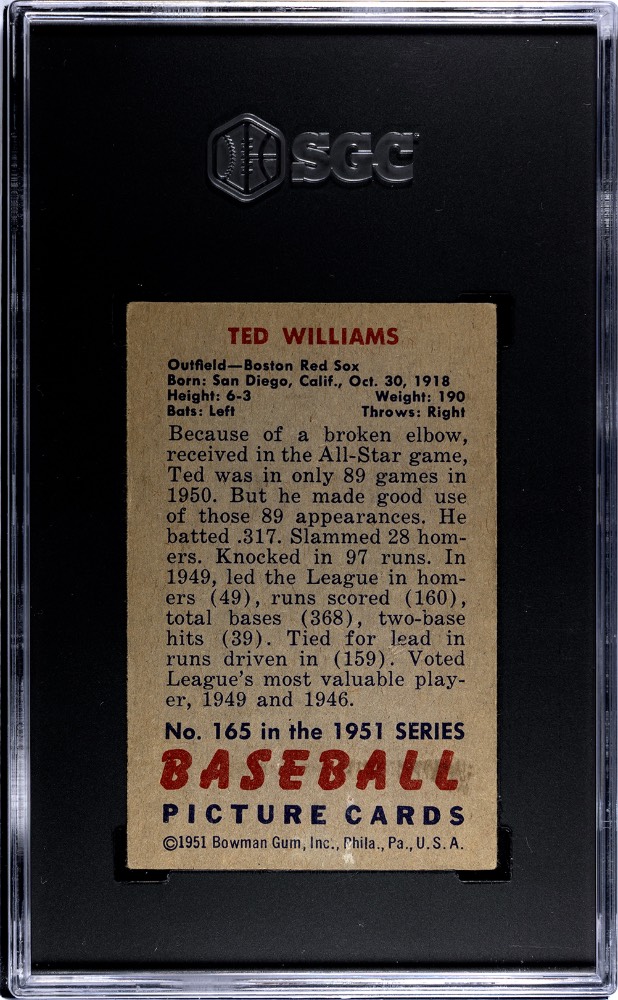 SGC
TED WILLIAMS
Outfield—Boston Red Sox
Born: San Diego, Calif., Oct. 30, 1918
Height: 6-3 Weight: 190
Bats: Left Throws: Right
Because of a broken elbow,
received in the All-Star game,
Ted was in only 89 games in
1950. But he made good use
of those 89 appearances. He
batted .317. Slammed 28 hom-
ers. Knocked in 97 runs. In
1949, led the League in hom-
ers (49), runs scored (160),
total bases (368), two-base
hits (39). Tied for lead in
runs driven in (159). Voted
League's most valuable play-
er, 1949 and 1946.
No. 165 in the 1951 SERIES
BASEBALL
PICTURE CARDS
©1951 Bowman Gum, Inc., Phila., Pa., U.S.A.